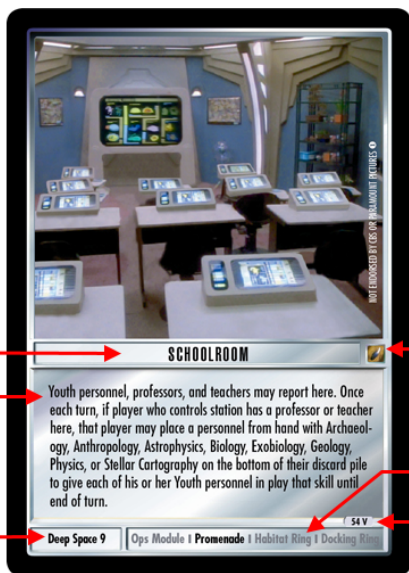 NOT ENDORSED BY CBS OR PARAMOUNT PICTURES
SCHOOLROOM
Youth personnel, professors, and teachers may report here. Once
each turn, if player who controls station has a professor or teacher
here, that player may place a personnel from hand with Archaeol-
ogy, Anthropology, Astrophysics, Biology, Exobiology, Geology,
Physics, or Stellar Cartography on the bottom of their discard pile
to give each of his or her Youth personnel in play that skill until
end of turn.
54 V
Deep Space 9
Ops Module I Promenade I Habitat Ring I Docking Ring